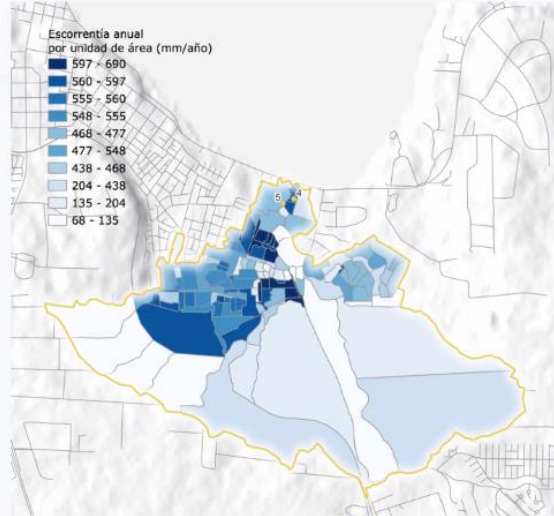 Escorrentía anual
por unidad de área (mm/año)
597 - 690
560 - 597
555 - 560
548 - 555
468 - 477
477 - 548
438 - 468
204 - 438
135 - 204
68 - 135
5 4